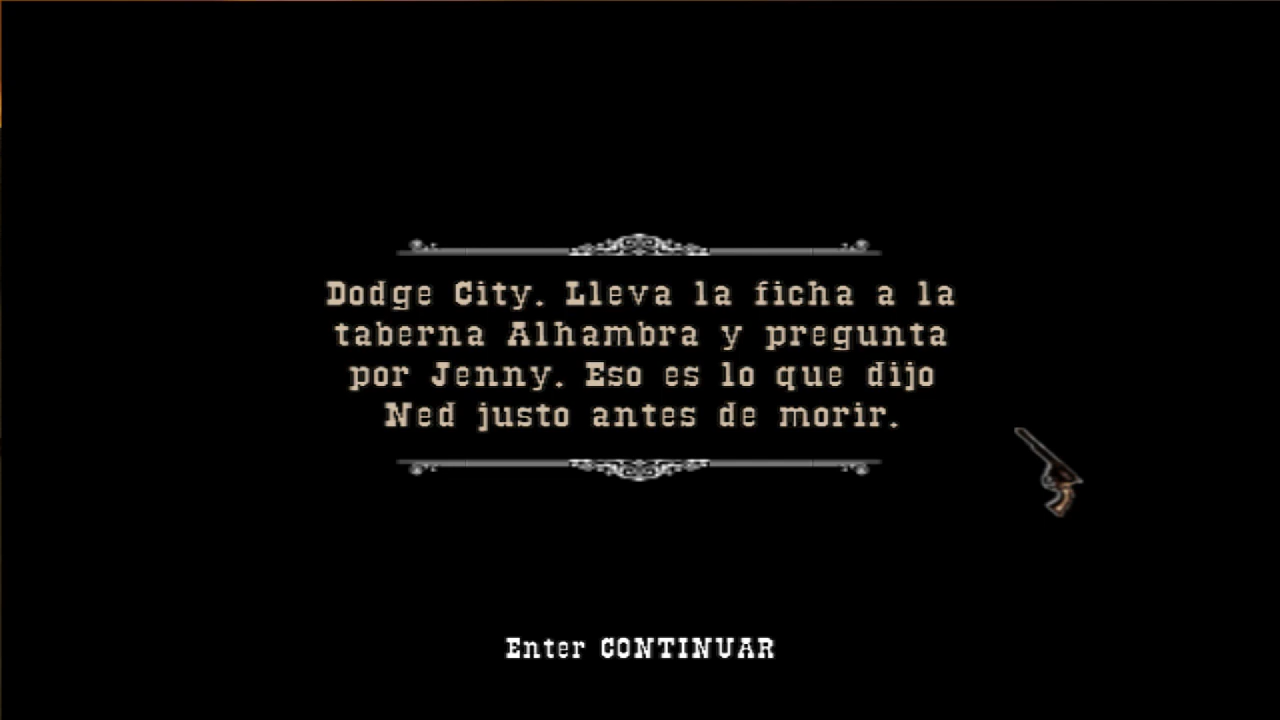 Dodge City. Lleva la ficha a la
taberna Alhambra y pregunta
por Jenny. Eso es lo que dijo
Ned justo antes de morir.
Enter CONTINUAR